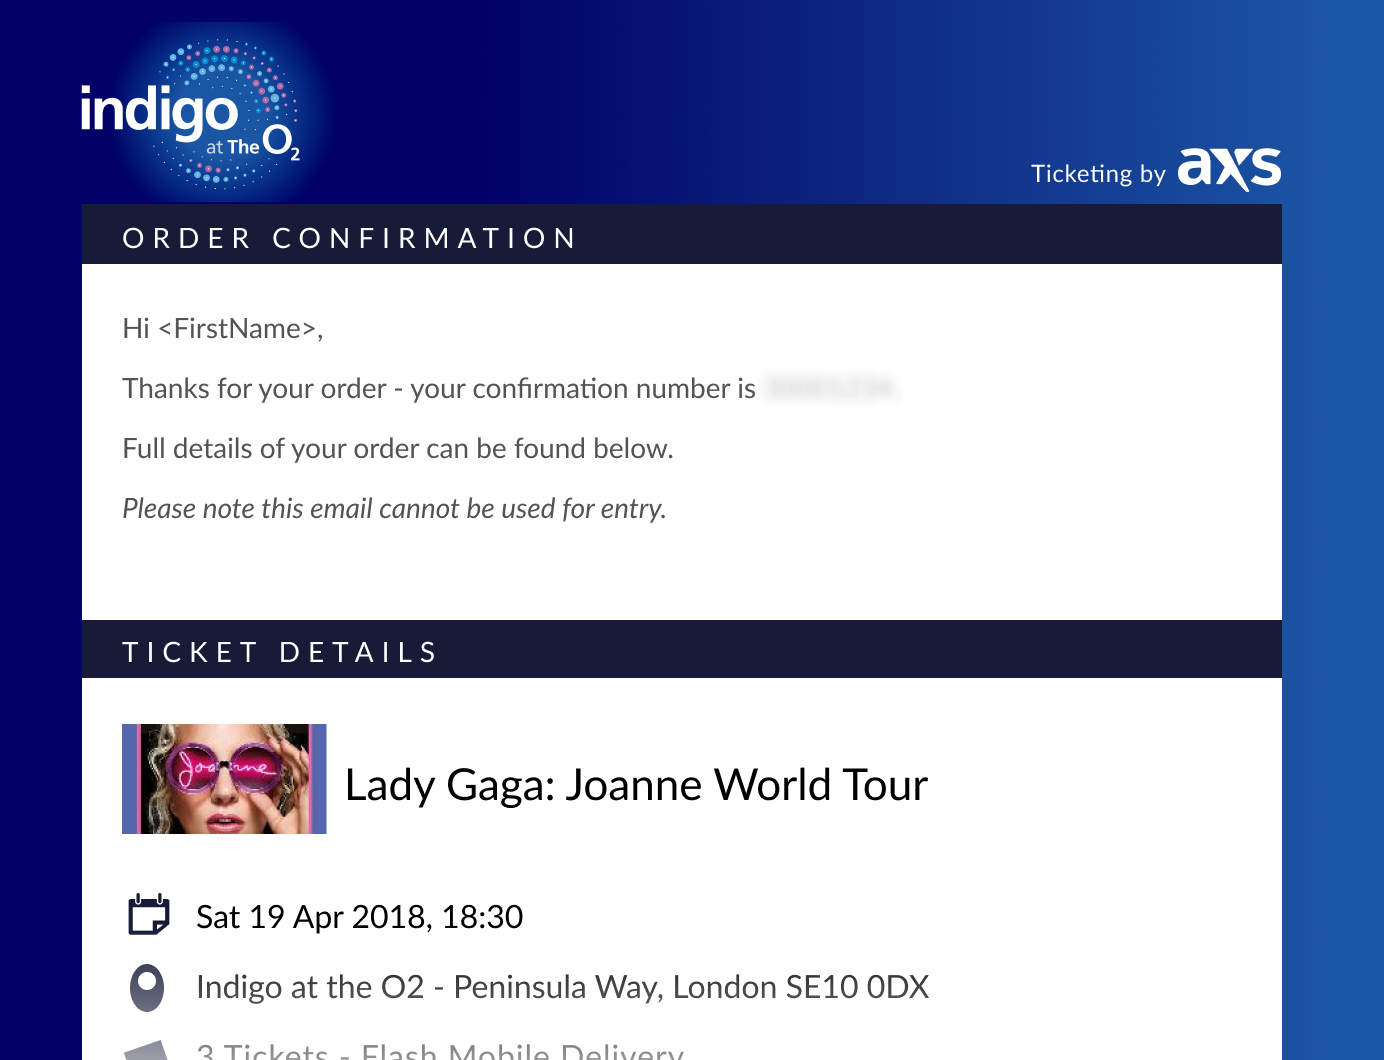 indigo
at The O2
Ticketing by axs
ORDER CONFIRMATION
Hi <FirstName>,
Thanks for your order - your confirmation number is
Full details of your order can be found below.
Please note this email cannot be used for entry.
TICKET DETAILS
Joanne
Lady Gaga: Joanne World Tour
Sat 19 Apr 2018, 18:30
Indigo at the O2 - Peninsula Way, London SE10 0DX
3 Tickets - Flash Mobile Delivery